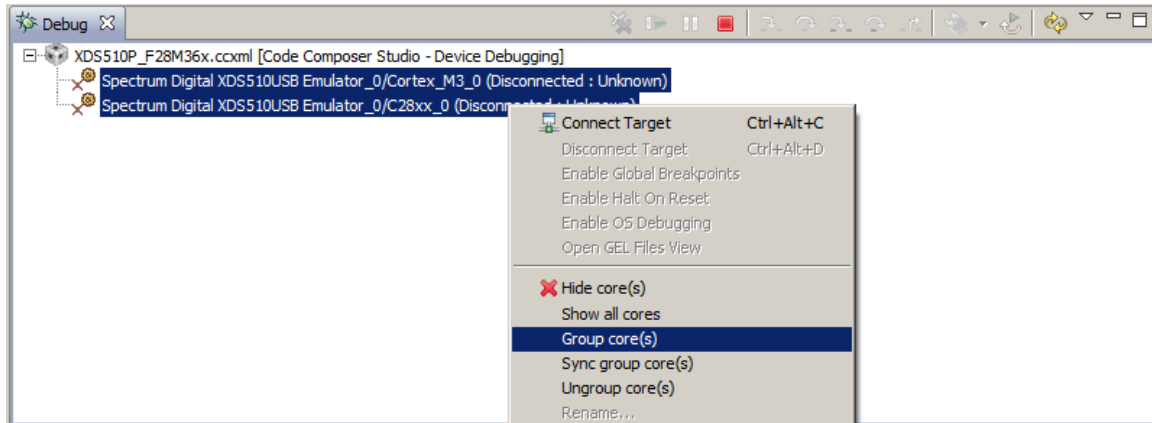 Debug
XDS510P_F28M36x.ccxml [Code Composer Studio - Device Debugging]
Spectrum Digital XDS510USB Emulator_0/Cortex_M3_0 (Disconnected : Unknown)
Spectrum Digital XDS510USB Emulator_0/C28xx_0 (Disconnected : Unknown)
Connect Target Ctrl+Alt+C
Disconnect Target Ctrl+Alt+D
Enable Global Breakpoints
Enable Halt On Reset
Enable OS Debugging
Open GEL Files View
Hide core(s)
Show all cores
Group core(s)
Sync group core(s)
Ungroup core(s)
Rename...